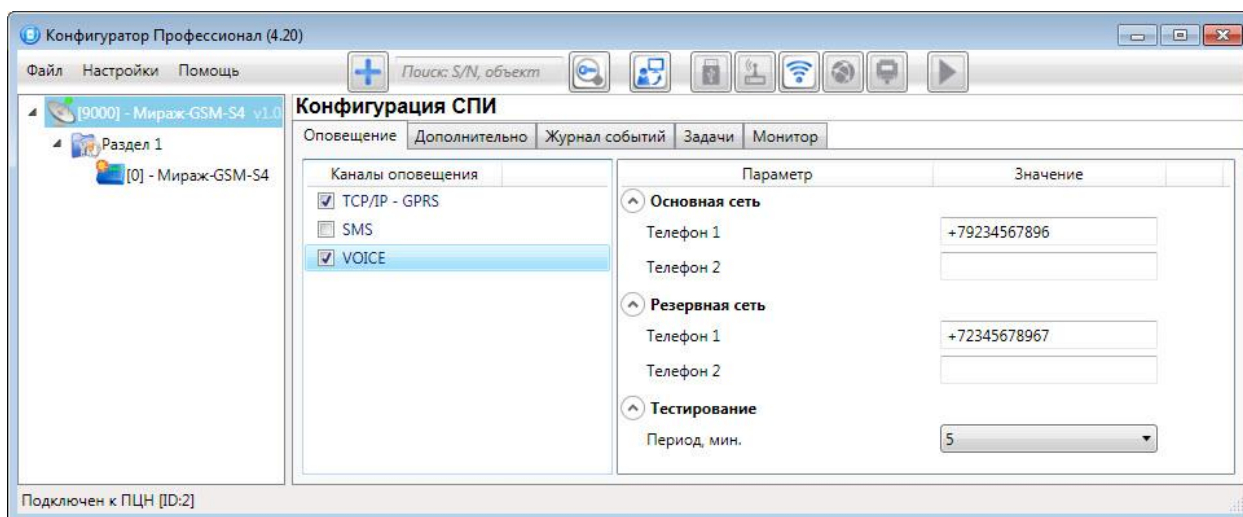 Конфигуратор Профессионал (4.20)
Файл Настройки Помощь
Поиск: S/N, объект
[9000] - Мираж-GSM-S4 v1.0
Раздел 1
[0] - Мираж-GSM-S4
Конфигурация СПИ
Оповещение Дополнительно Журнал событий Задачи Монитор
Каналы оповещения
TCP/IP - GPRS
SMS
VOICE
Параметр Значение
Основная сеть
Телефон 1 +79234567896
Телефон 2
Резервная сеть
Телефон 1 +72345678967
Телефон 2
Тестирование
Период, мин. 5
Подключен к ПЦН [ID:2]